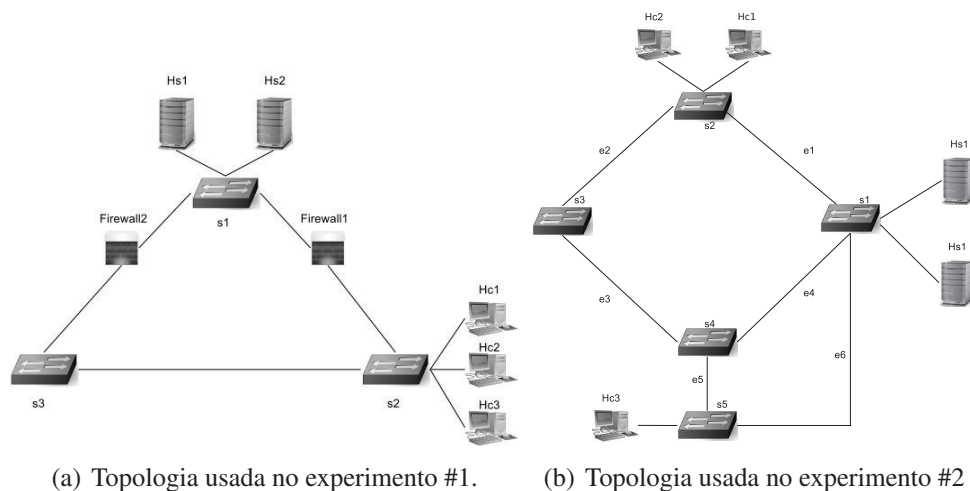 Hs1 Hs2
s1
Firewall2 Firewall1
Hc1
Hc2
Hc3
s3 s2
(a) Topologia usada no experimento #1.
Hc2 Hc1
s2
e2 e1
Hs1
s3 s1
Hs1
e3 e4
s4
e6
e5
s5
Hc3
(b) Topologia usada no experimento #2